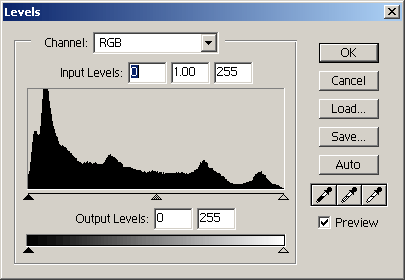 Levels
Channel: RGB
OK
Input Levels: 0 1.00 255
Cancel
Load...
Save...
Auto
Output Levels: 0 255
Preview